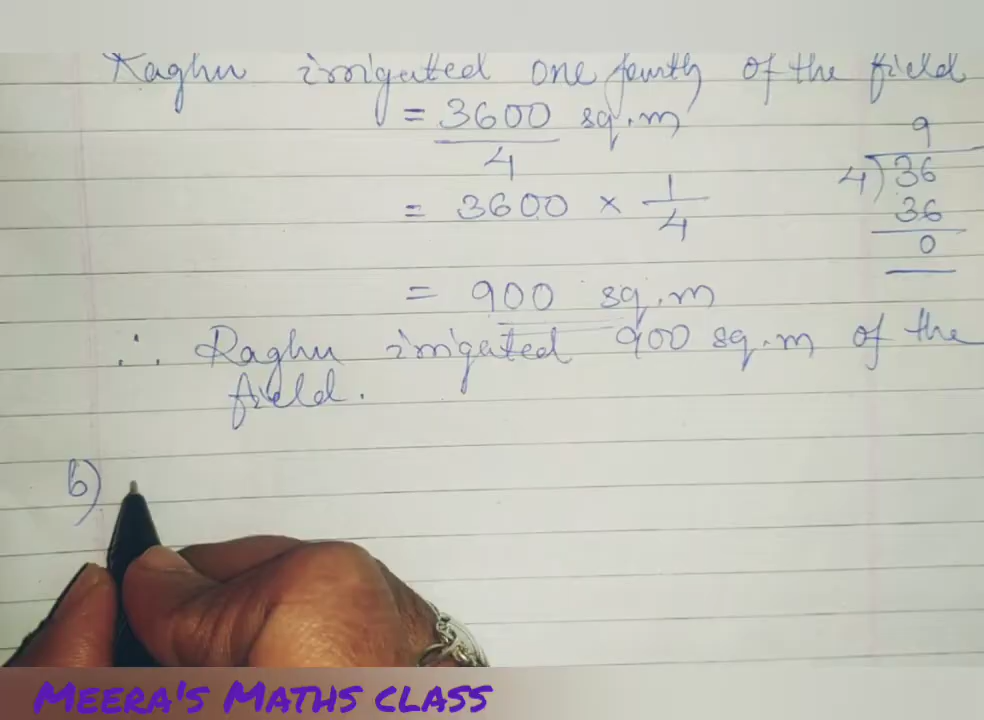 Raghu irrigated one fourth of the field
= 3600 sq.m
4
= 3600 × 1/4
= 900 sq.m
∴ Raghu irrigated 900 sq.m of the
field.
9
4) 36
36
0
b)
MEERA'S MATHS CLASS